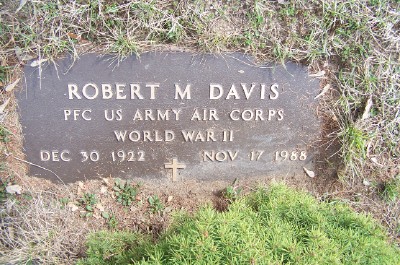 ROBERT M DAVIS
PFC US ARMY AIR CORPS
WORLD WAR II
DEC 30 1922 NOV 17 1988